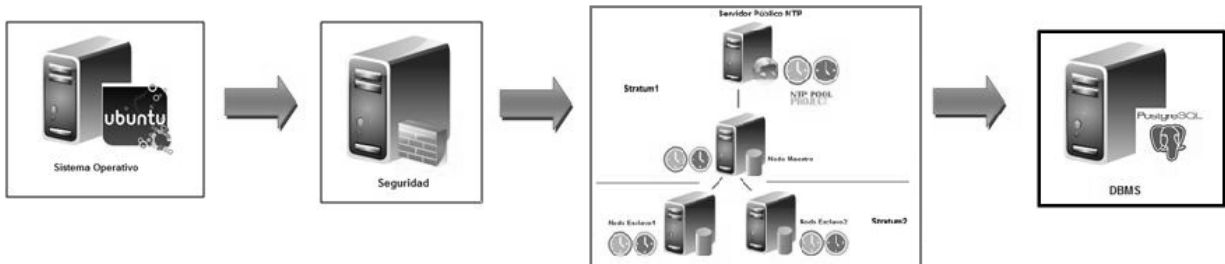 ubuntu
Sistema Operativo
Seguridad
Servidor Público NTP
Stratum1
NTP POOL
PROJECT
Nodo Maestro
Nodo Esclavo1
Nodo Esclavo2
Stratum2
PostgreSQL
DBMS